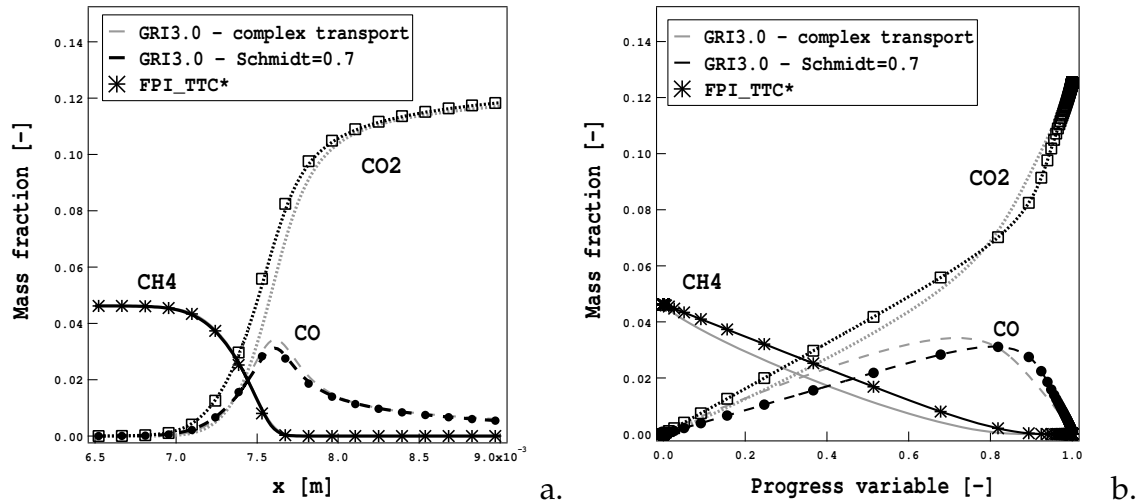 GRI3.0 - complex transport
GRI3.0 - Schmidt=0.7
FPI_TTC*
0.14
0.12
0.10
0.08
0.06
0.04
0.02
0.00
Mass fraction [-]
CO2
CH4
CO
6.5
7.0
7.5
8.0
8.5
9.0x10⁻³
x [m]
a.
GRI3.0 - complex transport
GRI3.0 - Schmidt=0.7
FPI_TTC*
0.14
0.12
0.10
0.08
0.06
0.04
0.02
0.00
Mass fraction [-]
CO2
CH4
CO
0.0
0.2
0.4
0.6
0.8
1.0
Progress variable [-]
b.